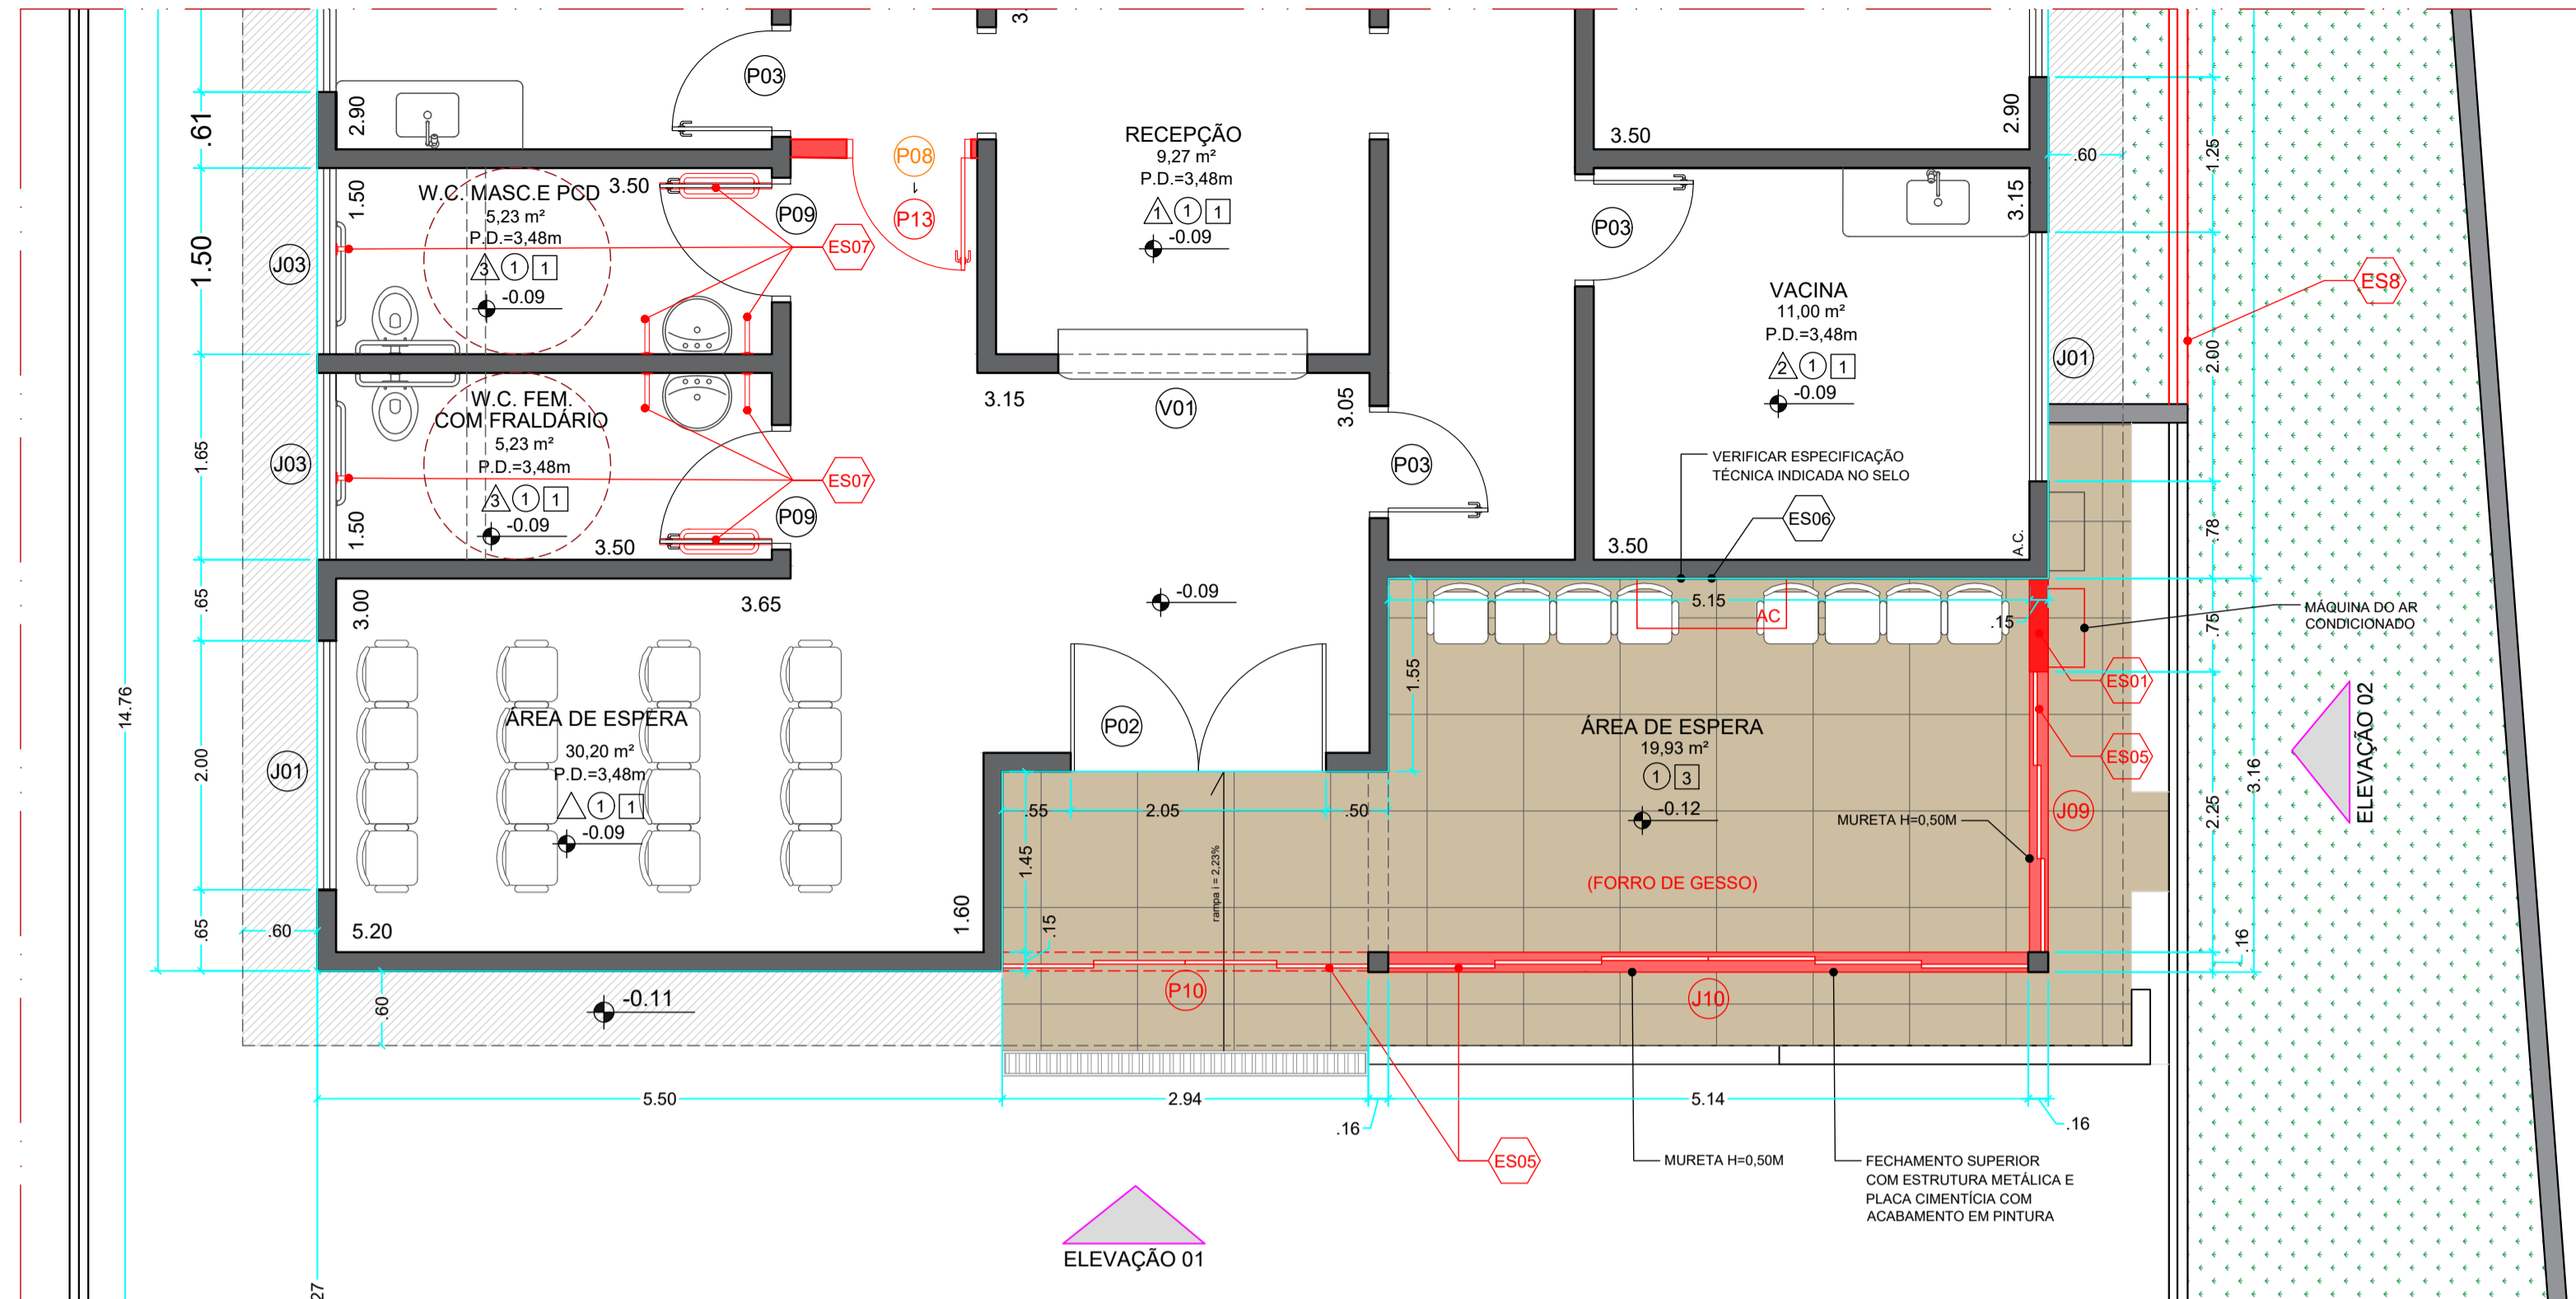 3.
P03
2.90
.61
3.50
2.90
1.25
.60
RECEPÇÃO
9,27 m²
P.D.=3,48m
1 1 1
-0.09
P08
P13
W.C. MASC.E PCD
5,23 m²
P.D.=3,48m
3 1 1
-0.09
3.50
1.50
1.50
P09
J03
ES07
P03
3.15
VACINA
11,00 m²
P.D.=3,48m
2 1 1
-0.09
ES8
J01
2.00
W.C. FEM.
COM FRALDÁRIO
5,23 m²
P.D.=3,48m
3 1 1
-0.09
3.50
1.50
1.65
J03
ES07
P09
3.15
V01
3.05
P03
VERIFICAR ESPECIFICAÇÃO
TÉCNICA INDICADA NO SELO
ES06
3.50
A.C.
.78
.65
3.00
3.65
-0.09
5.15
AC
.15
.75
MÁQUINA DO AR
CONDICIONADO
ES01
ES05
14.76
2.00
J01
ÁREA DE ESPERA
30,20 m²
P.D.=3,48m
1 1
-0.09
P02
1.55
ÁREA DE ESPERA
19,93 m²
1 3
-0.12
MURETA H=0,50M
J09
2.25
3.16
ELEVAÇÃO 02
.55
2.05
.50
1.45
rampa i = 2,23%
(FORRO DE GESSO)
.65
.60
5.20
1.60
.15
.16
-0.11
.60
P10
J10
5.50
2.94
.16
5.14
.16
ES05
MURETA H=0,50M
FECHAMENTO SUPERIOR
COM ESTRUTURA METÁLICA E
PLACA CIMENTÍCIA COM
ACABAMENTO EM PINTURA
ELEVAÇÃO 01
27